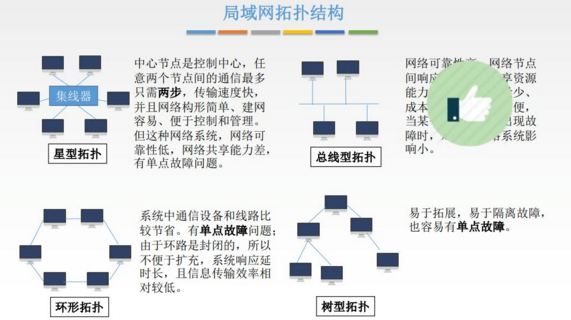 局域网拓扑结构
集线器
星型拓扑
中心节点是控制中心，任
意两个节点间的通信最多
只需两步，传输速度快，
并且网络构形简单、建网
容易、便于控制和管理。
但这种网络系统，网络可
靠性低，网络共享能力差，
有单点故障问题。
总线型拓扑
网络可靠性高、网络节点
间响应 享资源
能力 少、
成本 便，
当某 出现故
障时， 系统影
响小。
环形拓扑
系统中通信设备和线路比
较节省。有单点故障问题；
由于环路是封闭的，所以
不便于扩充，系统响应延
时长，且信息传输效率相
对较低。
树型拓扑
易于拓展，易于隔离故障，
也容易有单点故障。